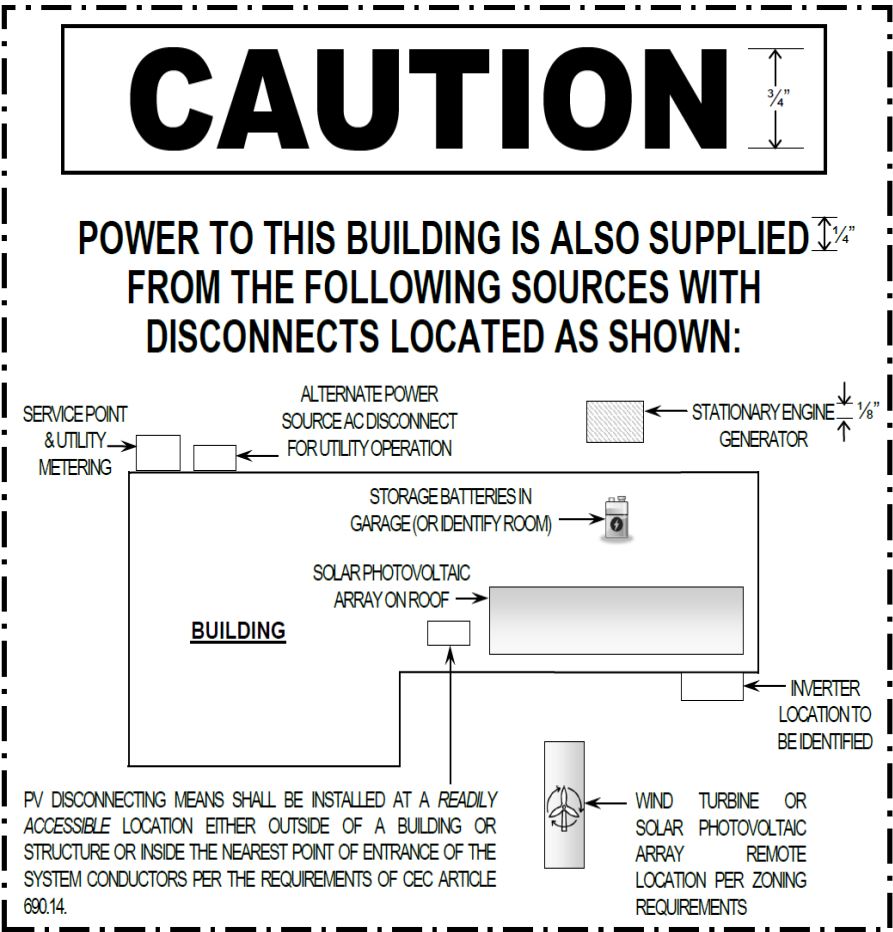 CAUTION
¾"
POWER TO THIS BUILDING IS ALSO SUPPLIED
¼"
FROM THE FOLLOWING SOURCES WITH
DISCONNECTS LOCATED AS SHOWN:
SERVICE POINT
& UTILITY
METERING
ALTERNATE POWER
SOURCE AC DISCONNECT
FOR UTILITY OPERATION
STATIONARY ENGINE
GENERATOR
⅛"
STORAGE BATTERIES IN
GARAGE (OR IDENTIFY ROOM)
SOLAR PHOTOVOLTAIC
ARRAY ON ROOF
BUILDING
INVERTER
LOCATION TO
BE IDENTIFIED
PV DISCONNECTING MEANS SHALL BE INSTALLED AT A READILY
ACCESSIBLE LOCATION EITHER OUTSIDE OF A BUILDING OR
STRUCTURE OR INSIDE THE NEAREST POINT OF ENTRANCE OF THE
SYSTEM CONDUCTORS PER THE REQUIREMENTS OF CEC ARTICLE
690.14.
WIND TURBINE OR
SOLAR PHOTOVOLTAIC
ARRAY REMOTE
LOCATION PER ZONING
REQUIREMENTS